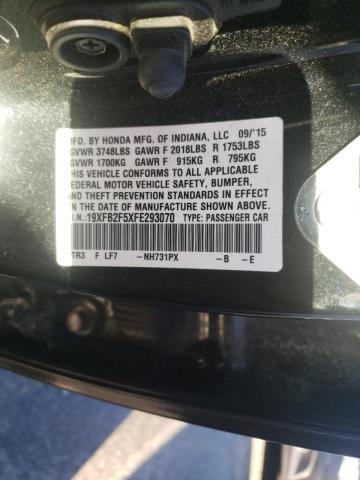 MFD. BY HONDA MFG. OF INDIANA, LLC 09/'15
GVWR 3748LBS GAWR F 2018LBS R 1753LBS
GVWR 1700KG GAWR F 915KG R 795KG
THIS VEHICLE CONFORMS TO ALL APPLICABLE
FEDERAL MOTOR VEHICLE SAFETY, BUMPER,
AND THEFT PREVENTION STANDARDS IN EFFECT
ON THE DATE OF MANUFACTURE SHOWN ABOVE.
V.I.N.:19XFB2F5XFE293070 TYPE: PASSENGER CAR
TR3 F LF7 -NH731PX -B -E